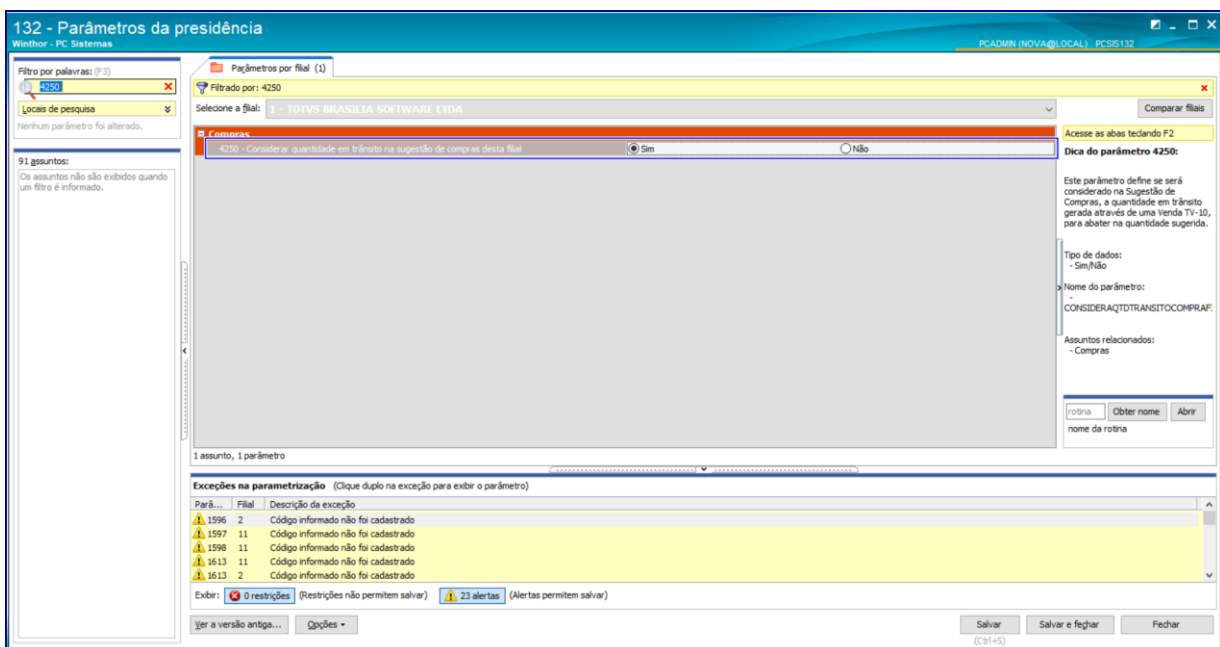 132 - Parâmetros da presidência
Winthor - PC Sistemas
PCADMIN (NOVA@LOCAL) PCSIS132
Filtro por palavras: (F3)
4250
Locais de pesquisa
Nenhum parâmetro foi alterado.
91 assuntos:
Os assuntos não são exibidos quando
um filtro é informado.
Parâmetros por filial (1)
Filtrado por: 4250
Selecione a filial: 1 - TOTVS BRASILIA SOFTWARE LTDA
Comparar filiais
Compras
4250 - Considerar quantidade em trânsito na sugestão de compras desta filial Sim Não
1 assunto, 1 parâmetro
Acesse as abas teclando F2
Dica do parâmetro 4250:
Este parâmetro define se será
considerado na Sugestão de
Compras, a quantidade em trânsito
gerada através de uma Venda TV-10,
para abater na quantidade sugerida.
Tipo de dados:
- Sim/Não
Nome do parâmetro:
-
CONSIDERAQTDTRANSITOCOMPRAF
Assuntos relacionados:
- Compras
rotina Obter nome Abrir
nome da rotina
Exceções na parametrização (Clique duplo na exceção para exibir o parâmetro)
Parâ... Filial Descrição da exceção
1596 2 Código informado não foi cadastrado
1597 11 Código informado não foi cadastrado
1598 11 Código informado não foi cadastrado
1613 11 Código informado não foi cadastrado
1613 2 Código informado não foi cadastrado
Exibir: 0 restrições (Restrições não permitem salvar) 23 alertas (Alertas permitem salvar)
Ver a versão antiga... Opções Salvar Salvar e fechar Fechar
(Ctrl+S)